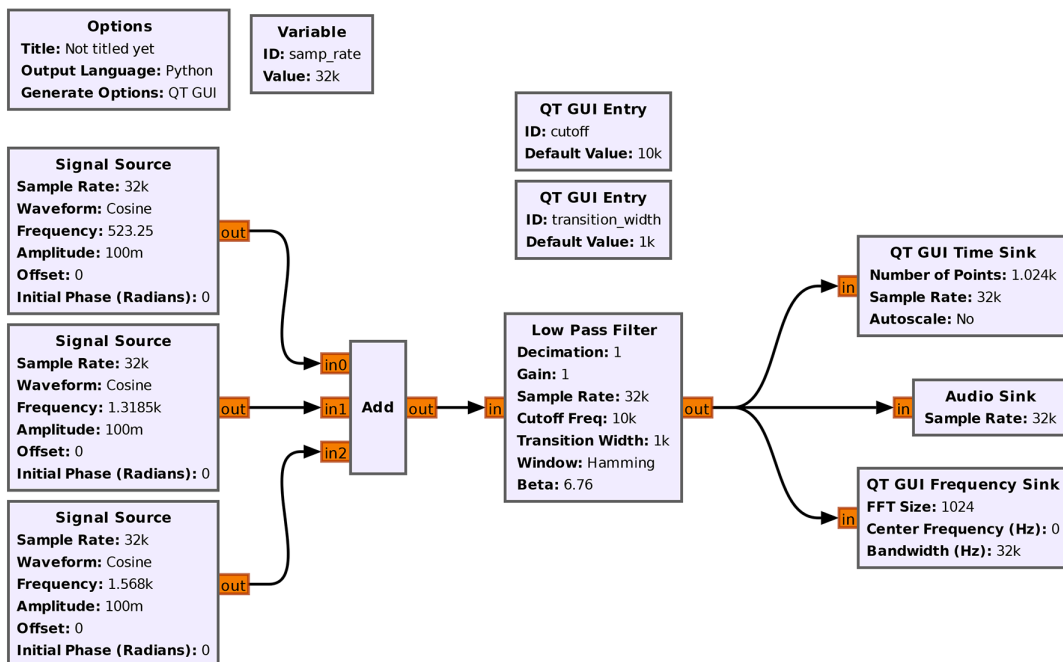 Options
Title: Not titled yet
Output Language: Python
Generate Options: QT GUI
Variable
ID: samp_rate
Value: 32k
QT GUI Entry
ID: cutoff
Default Value: 10k
QT GUI Entry
ID: transition_width
Default Value: 1k
Signal Source
Sample Rate: 32k
Waveform: Cosine
Frequency: 523.25
Amplitude: 100m
Offset: 0
Initial Phase (Radians): 0
out
Signal Source
Sample Rate: 32k
Waveform: Cosine
Frequency: 1.3185k
Amplitude: 100m
Offset: 0
Initial Phase (Radians): 0
out
Signal Source
Sample Rate: 32k
Waveform: Cosine
Frequency: 1.568k
Amplitude: 100m
Offset: 0
Initial Phase (Radians): 0
out
in0
in1
in2
Add
out
in
Low Pass Filter
Decimation: 1
Gain: 1
Sample Rate: 32k
Cutoff Freq: 10k
Transition Width: 1k
Window: Hamming
Beta: 6.76
out
in
QT GUI Time Sink
Number of Points: 1.024k
Sample Rate: 32k
Autoscale: No
in
Audio Sink
Sample Rate: 32k
in
QT GUI Frequency Sink
FFT Size: 1024
Center Frequency (Hz): 0
Bandwidth (Hz): 32k